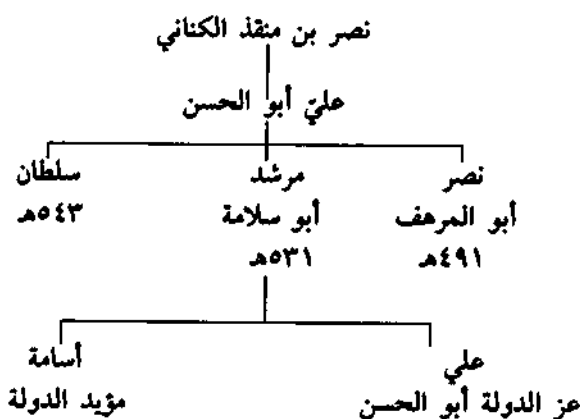 نصر بن منقذ الكناني
عليّ أبو الحسن
نصر مرشد سلطان
أبو المرهف أبو سلامة ٥٤٣هـ
٤٩١هـ ٥٣١هـ
علي أسامة
عز الدولة أبو الحسن مؤيد الدولة